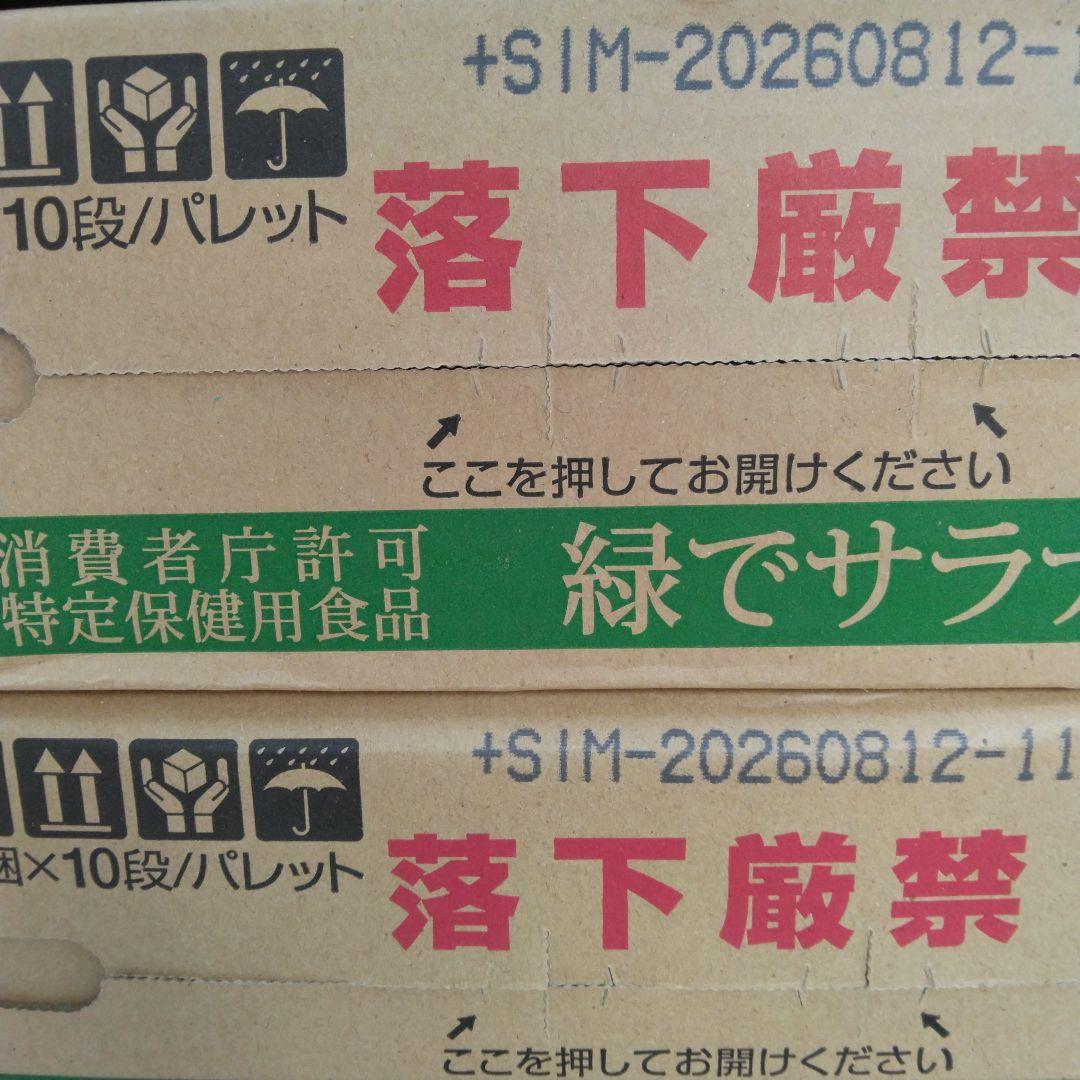 +SIM-20260812-1
10段/パレット
落下厳禁
ここを押してお開けください
消費者庁許可
特定保健用食品
緑でサラナ
+SIM-20260812-11
梱×10段/パレット
落下厳禁
ここを押してお開けください